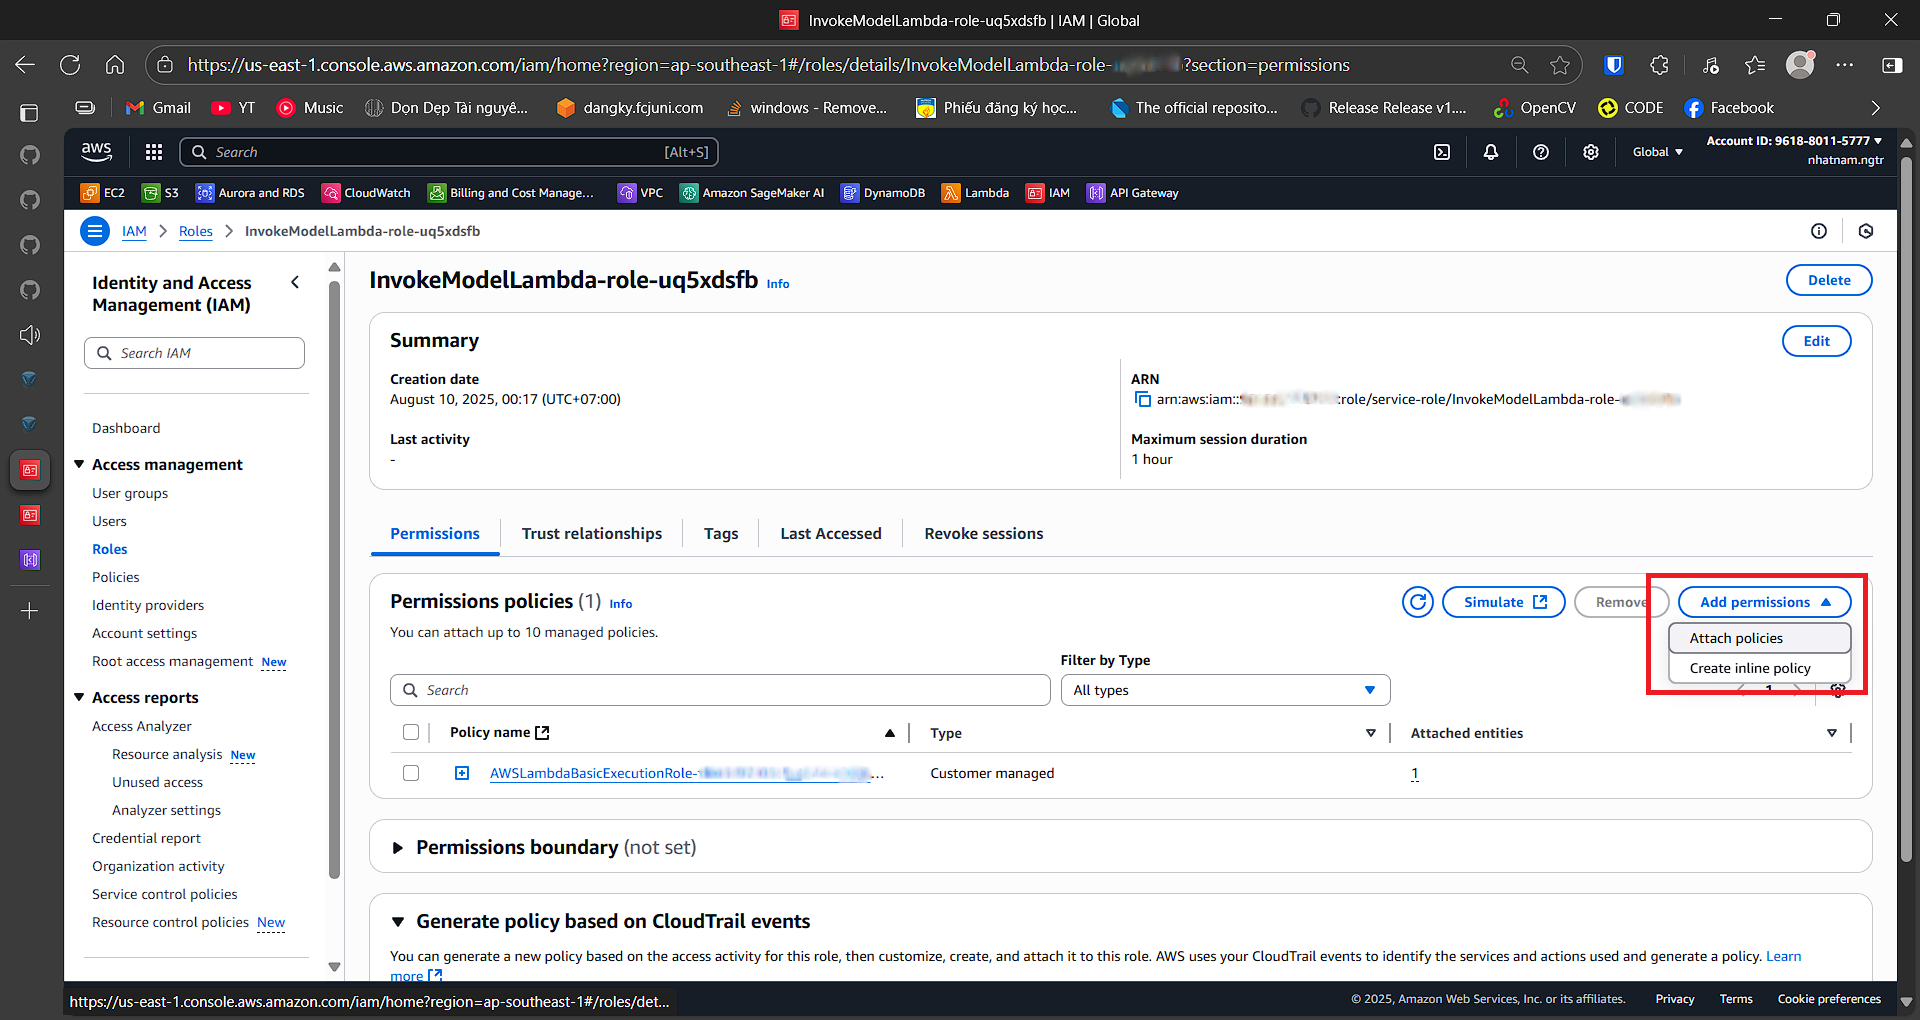 InvokeModelLambda-role-uq5xdsfb | IAM | Global
https://us-east-1.console.aws.amazon.com/iam/home?region=ap-southeast-1#/roles/details/InvokeModelLambda-role- ?section=permissions
Gmail YT Music Dọn Dẹp Tài nguyê... dangky.fcjuni.com windows - Remove... Phiếu đăng ký học... The official reposito... Release Release v1.... OpenCV CODE Facebook
aws Search [Alt+S] Global Account ID: 9618-8011-5777
nhatnam.ngtr
EC2 S3 Aurora and RDS CloudWatch Billing and Cost Manage... VPC Amazon SageMaker AI DynamoDB Lambda IAM API Gateway
IAM Roles InvokeModelLambda-role-uq5xdsfb
Identity and Access
Management (IAM)
Search IAM
Dashboard
Access management
User groups
Users
Roles
Policies
Identity providers
Account settings
Root access management New
Access reports
Access Analyzer
Resource analysis New
Unused access
Analyzer settings
Credential report
Organization activity
Service control policies
Resource control policies New
InvokeModelLambda-role-uq5xdsfb Info
Delete
Summary
Edit
Creation date
August 10, 2025, 00:17 (UTC+07:00)
ARN
arn:aws:iam:: :role/service-role/InvokeModelLambda-role-
Last activity
-
Maximum session duration
1 hour
Permissions Trust relationships Tags Last Accessed Revoke sessions
Permissions policies (1) Info
You can attach up to 10 managed policies.
Simulate Remove Add permissions
Attach policies
Create inline policy
Filter by Type
Search
All types
1
Policy name Type Attached entities
AWSLambdaBasicExecutionRole- ... Customer managed 1
Permissions boundary (not set)
Generate policy based on CloudTrail events
You can generate a new policy based on the access activity for this role, then customize, create, and attach it to this role. AWS uses your CloudTrail events to identify the services and actions used and generate a policy. Learn
more
https://us-east-1.console.aws.amazon.com/iam/home?region=ap-southeast-1#/roles/det...
© 2025, Amazon Web Services, Inc. or its affiliates. Privacy Terms Cookie preferences